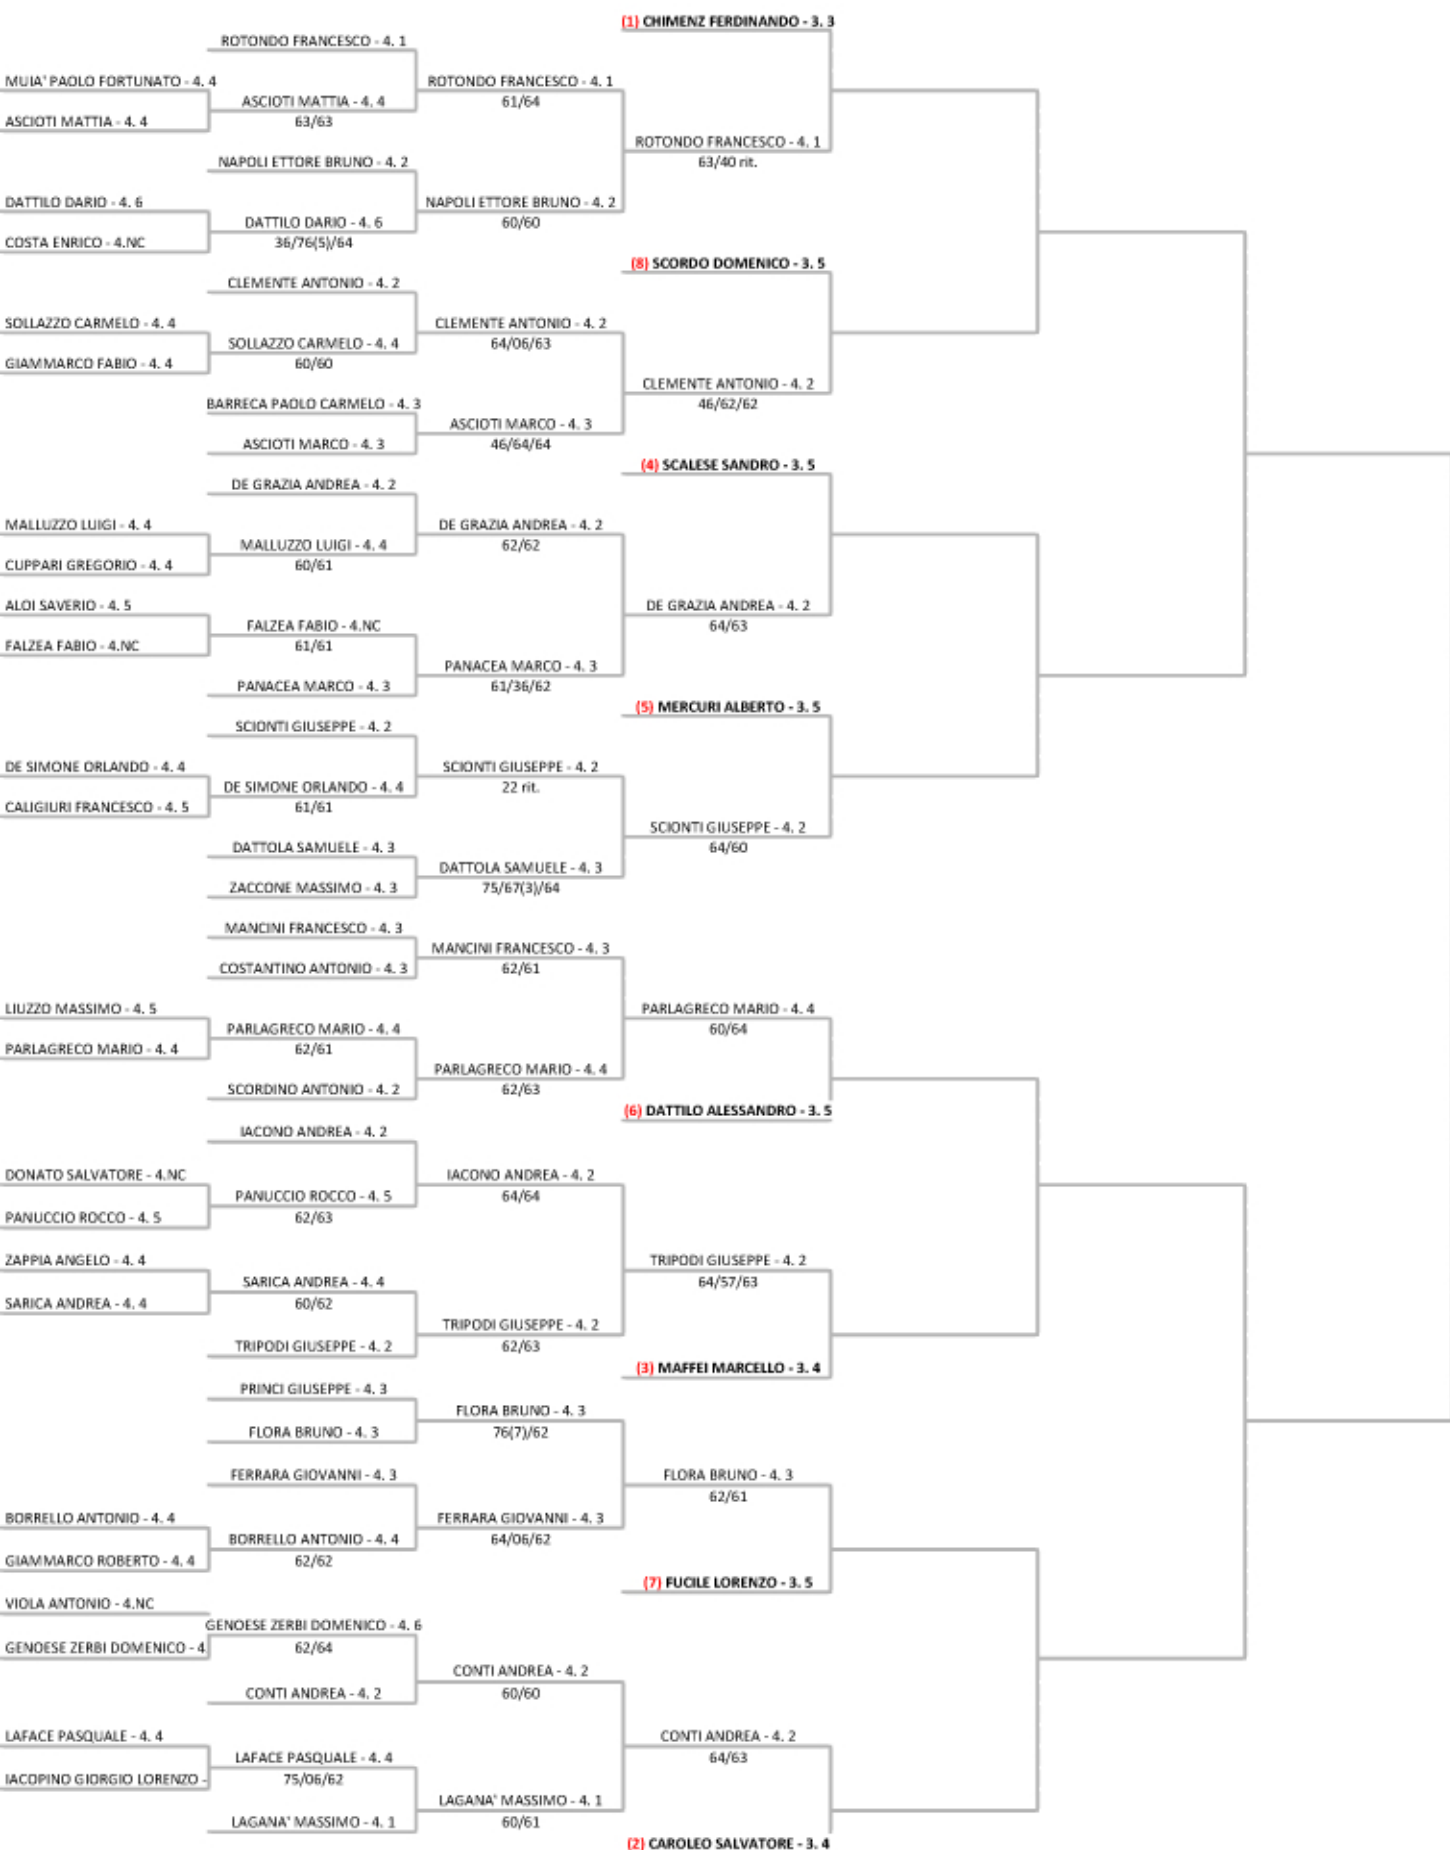 (1) CHIMENZ FERDINANDO - 3. 3
ROTONDO FRANCESCO - 4. 1
MUIA' PAOLO FORTUNATO - 4. 4
ROTONDO FRANCESCO - 4. 1
ASCIOTI MATTIA - 4. 4
61/64
ASCIOTI MATTIA - 4. 4
63/63
ROTONDO FRANCESCO - 4. 1
NAPOLI ETTORE BRUNO - 4. 2
63/40 rit.
DATTILO DARIO - 4. 6
NAPOLI ETTORE BRUNO - 4. 2
DATTILO DARIO - 4. 6
60/60
COSTA ENRICO - 4.NC
36/76(5)/64
(8) SCORDO DOMENICO - 3. 5
CLEMENTE ANTONIO - 4. 2
SOLLAZZO CARMELO - 4. 4
CLEMENTE ANTONIO - 4. 2
SOLLAZZO CARMELO - 4. 4
64/06/63
GIAMMARCO FABIO - 4. 4
60/60
CLEMENTE ANTONIO - 4. 2
BARRECA PAOLO CARMELO - 4. 3
46/62/62
ASCIOTI MARCO - 4. 3
ASCIOTI MARCO - 4. 3
46/64/64
(4) SCALESE SANDRO - 3. 5
DE GRAZIA ANDREA - 4. 2
MALLUZZO LUIGI - 4. 4
DE GRAZIA ANDREA - 4. 2
MALLUZZO LUIGI - 4. 4
62/62
CUPPARI GREGORIO - 4. 4
60/61
ALOI SAVERIO - 4. 5
DE GRAZIA ANDREA - 4. 2
FALZEA FABIO - 4.NC
64/63
FALZEA FABIO - 4.NC
61/61
PANACEA MARCO - 4. 3
PANACEA MARCO - 4. 3
61/36/62
(5) MERCURI ALBERTO - 3. 5
SCIONTI GIUSEPPE - 4. 2
DE SIMONE ORLANDO - 4. 4
SCIONTI GIUSEPPE - 4. 2
DE SIMONE ORLANDO - 4. 4
22 rit.
CALIGIURI FRANCESCO - 4. 5
61/61
SCIONTI GIUSEPPE - 4. 2
DATTOLA SAMUELE - 4. 3
64/60
DATTOLA SAMUELE - 4. 3
ZACCONE MASSIMO - 4. 3
75/67(3)/64
MANCINI FRANCESCO - 4. 3
MANCINI FRANCESCO - 4. 3
COSTANTINO ANTONIO - 4. 3
62/61
LIUZZO MASSIMO - 4. 5
PARLAGRECO MARIO - 4. 4
PARLAGRECO MARIO - 4. 4
60/64
PARLAGRECO MARIO - 4. 4
62/61
PARLAGRECO MARIO - 4. 4
SCORDINO ANTONIO - 4. 2
62/63
(6) DATTILO ALESSANDRO - 3. 5
IACONO ANDREA - 4. 2
DONATO SALVATORE - 4.NC
IACONO ANDREA - 4. 2
PANUCCIO ROCCO - 4. 5
64/64
PANUCCIO ROCCO - 4. 5
62/63
ZAPPIA ANGELO - 4. 4
TRIPODI GIUSEPPE - 4. 2
SARICA ANDREA - 4. 4
64/57/63
SARICA ANDREA - 4. 4
60/62
TRIPODI GIUSEPPE - 4. 2
TRIPODI GIUSEPPE - 4. 2
62/63
(3) MAFFEI MARCELLO - 3. 4
PRINCI GIUSEPPE - 4. 3
FLORA BRUNO - 4. 3
FLORA BRUNO - 4. 3
76(7)/62
FERRARA GIOVANNI - 4. 3
FLORA BRUNO - 4. 3
62/61
BORRELLO ANTONIO - 4. 4
FERRARA GIOVANNI - 4. 3
BORRELLO ANTONIO - 4. 4
64/06/62
GIAMMARCO ROBERTO - 4. 4
62/62
(7) FUCILE LORENZO - 3. 5
VIOLA ANTONIO - 4.NC
GENOESE ZERBI DOMENICO - 4. 6
GENOESE ZERBI DOMENICO - 4
62/64
CONTI ANDREA - 4. 2
CONTI ANDREA - 4. 2
60/60
LAFACE PASQUALE - 4. 4
CONTI ANDREA - 4. 2
LAFACE PASQUALE - 4. 4
64/63
IACOPINO GIORGIO LORENZO -
75/06/62
LAGANA' MASSIMO - 4. 1
LAGANA' MASSIMO - 4. 1
60/61
(2) CAROLEO SALVATORE - 3. 4